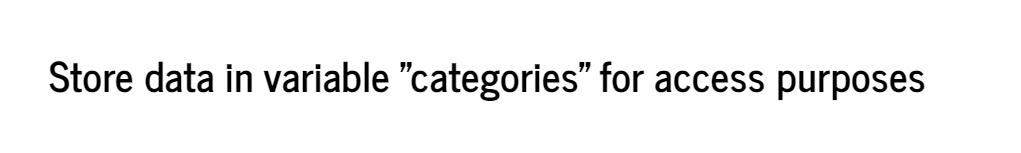 Store data in variable "categories" for access purposes